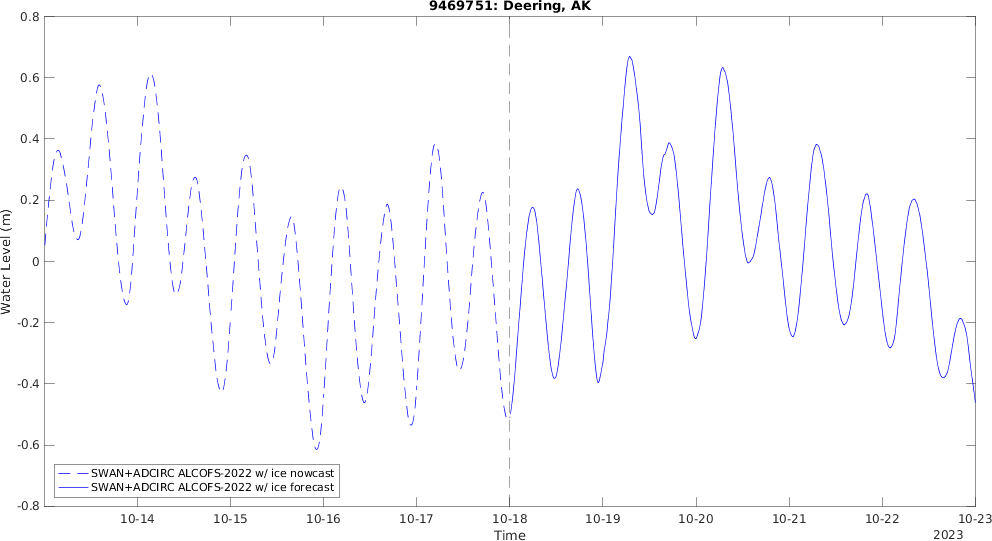 9469751: Deering, AK
Water Level (m)
0.8
0.6
0.4
0.2
0
-0.2
-0.4
-0.6
-0.8
SWAN+ADCIRC ALCOFS-2022 w/ ice nowcast
SWAN+ADCIRC ALCOFS-2022 w/ ice forecast
10-14 10-15 10-16 10-17 10-18 10-19 10-20 10-21 10-22 10-23
Time
2023